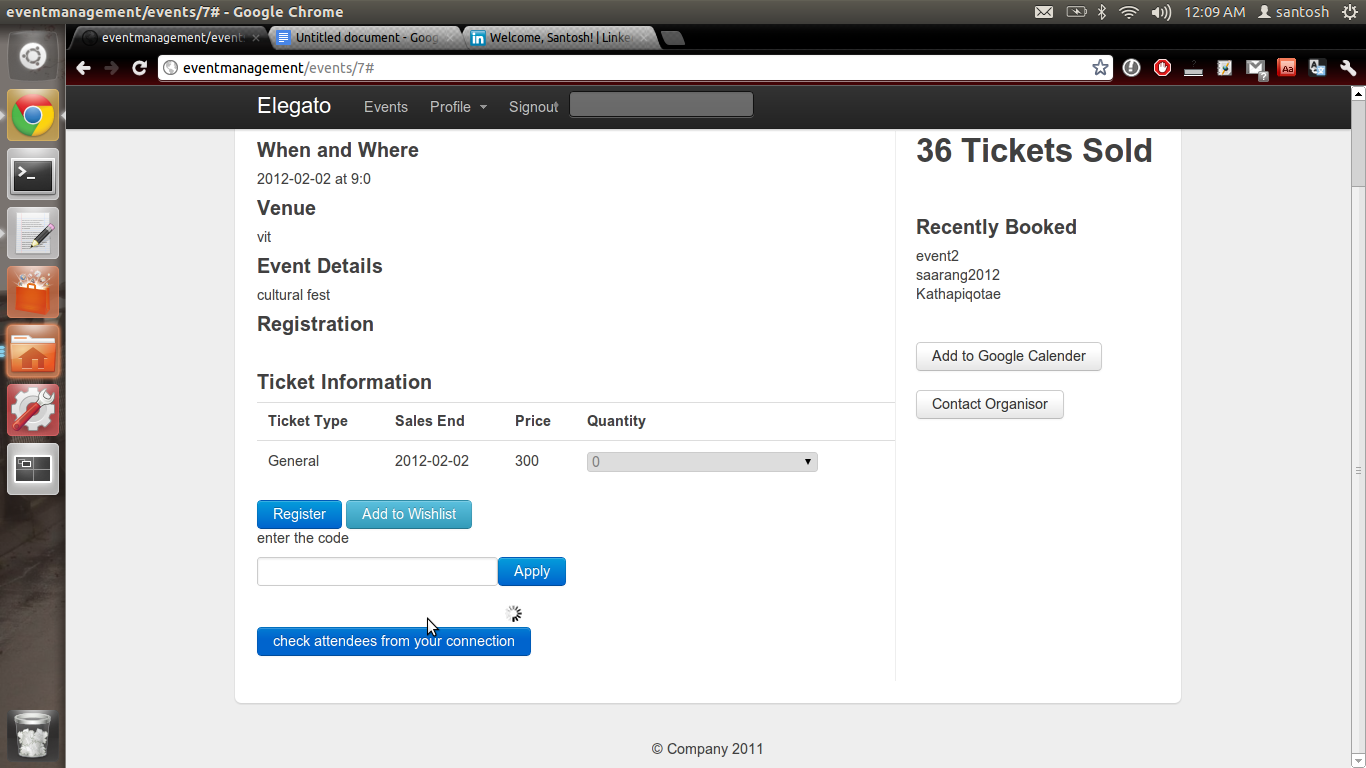 eventmanagement/events/7# - Google Chrome
12:09 AM santosh
eventmanagement/event
Untitled document - Goog
Welcome, Santosh! | Linke
eventmanagement/events/7#
Elegato Events Profile Signout
When and Where
2012-02-02 at 9:0
Venue
vit
Event Details
cultural fest
Registration
Ticket Information
Ticket Type Sales End Price Quantity
General 2012-02-02 300 0
Register Add to Wishlist
enter the code
Apply
check attendees from your connection
36 Tickets Sold
Recently Booked
event2
saarang2012
Kathapiqotae
Add to Google Calender
Contact Organisor
© Company 2011